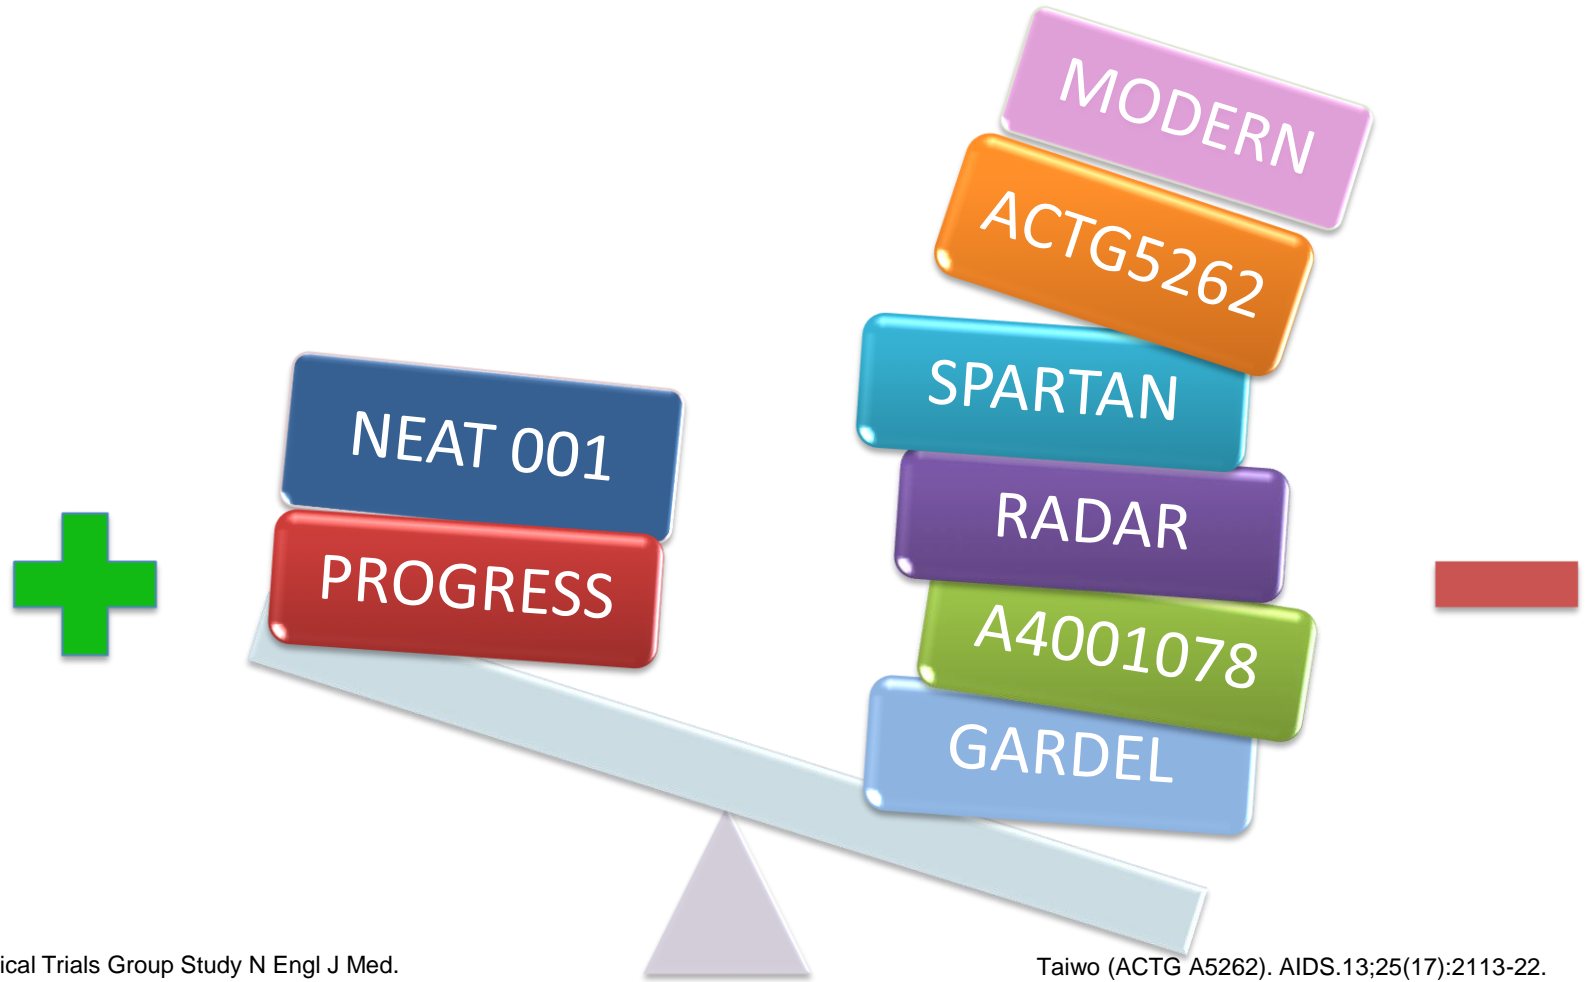 MODERN
ACTG5262
SPARTAN
NEAT 001
RADAR
PROGRESS
A4001078
GARDEL
ical Trials Group Study N Engl J Med.
Taiwo (ACTG A5262). AIDS.13;25(17):2113-22.